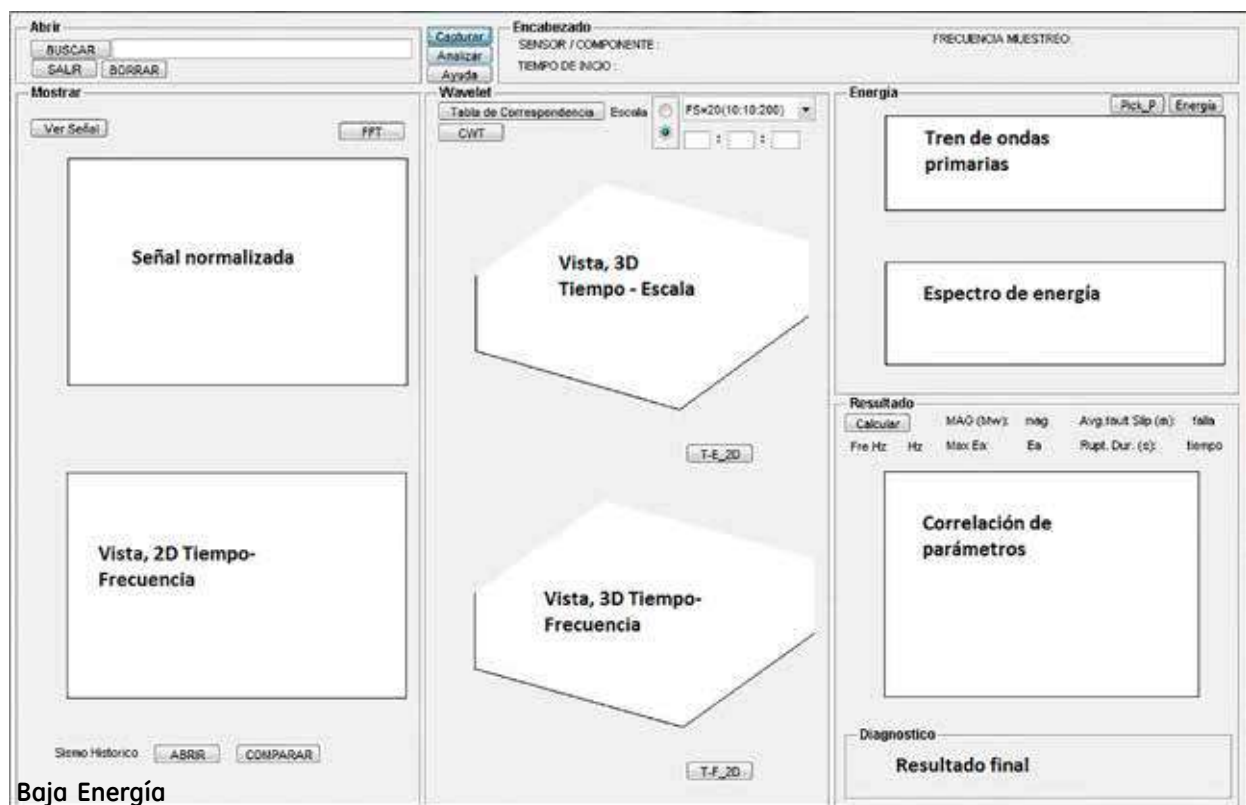 Abrir
BUSCAR
SALIR BORRAR
Capturar
Analizar
Ayuda
Encabezado
SENSOR / COMPONENTE :
TIEMPO DE INICIO :
FRECUENCIA MUESTREO:
Mostrar
Ver Señal
FFT
Señal normalizada
Vista, 2D Tiempo-
Frecuencia
Sismo Historico ABRIR COMPARAR
Baja Energía
Wavelet
Tabla de Correspondencia Escala FS=20(10:10:200)
CWT : :
Vista, 3D
Tiempo - Escala
T-E_2D
Vista, 3D Tiempo-
Frecuencia
T-F_2D
Energia
Pick_P Energia
Tren de ondas
primarias
Espectro de energía
Resultado
Calcular MAG (Mw): mag Avg.fault Slip (m): falla
Fre Hz: Hz Max Ea: Ea Rupt. Dur. (s): tiempo
Correlación de
parámetros
Diagnostico
Resultado final